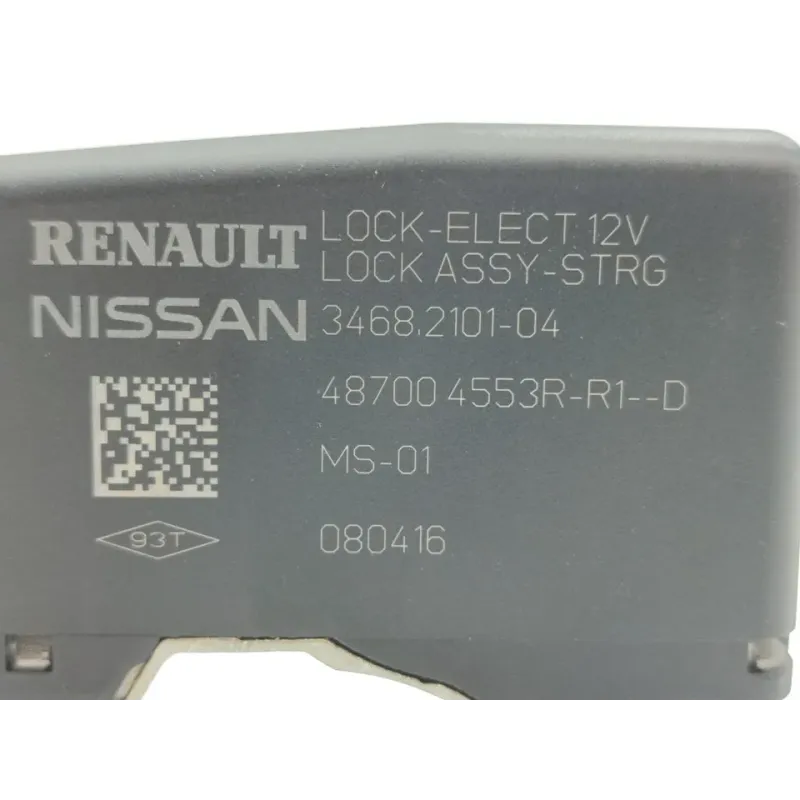 RENAULT
NISSAN
LOCK-ELECT 12V
LOCK ASSY-STRG
3468.2101-04
48700 4553R-R1--D
MS-01
93T
080416